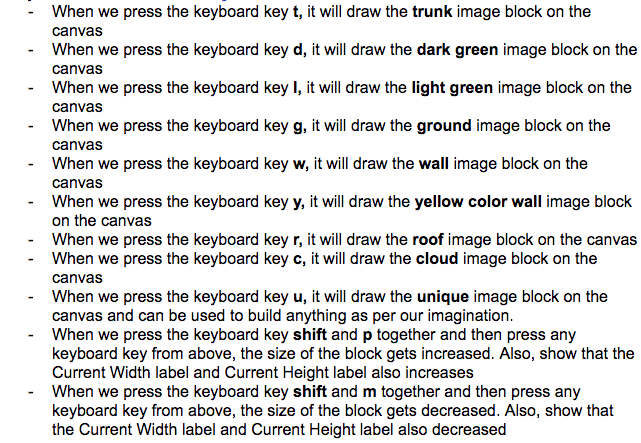 - When we press the keyboard key t, it will draw the trunk image block on the
canvas
- When we press the keyboard key d, it will draw the dark green image block on the
canvas
- When we press the keyboard key l, it will draw the light green image block on the
canvas
- When we press the keyboard key g, it will draw the ground image block on the
canvas
- When we press the keyboard key w, it will draw the wall image block on the
canvas
- When we press the keyboard key y, it will draw the yellow color wall image block
on the canvas
- When we press the keyboard key r, it will draw the roof image block on the canvas
- When we press the keyboard key c, it will draw the cloud image block on the
canvas
- When we press the keyboard key u, it will draw the unique image block on the
canvas and can be used to build anything as per our imagination.
- When we press the keyboard key shift and p together and then press any
keyboard key from above, the size of the block gets increased. Also, show that the
Current Width label and Current Height label also increases
- When we press the keyboard key shift and m together and then press any
keyboard key from above, the size of the block gets decreased. Also, show that
the Current Width label and Current Height label also decreased